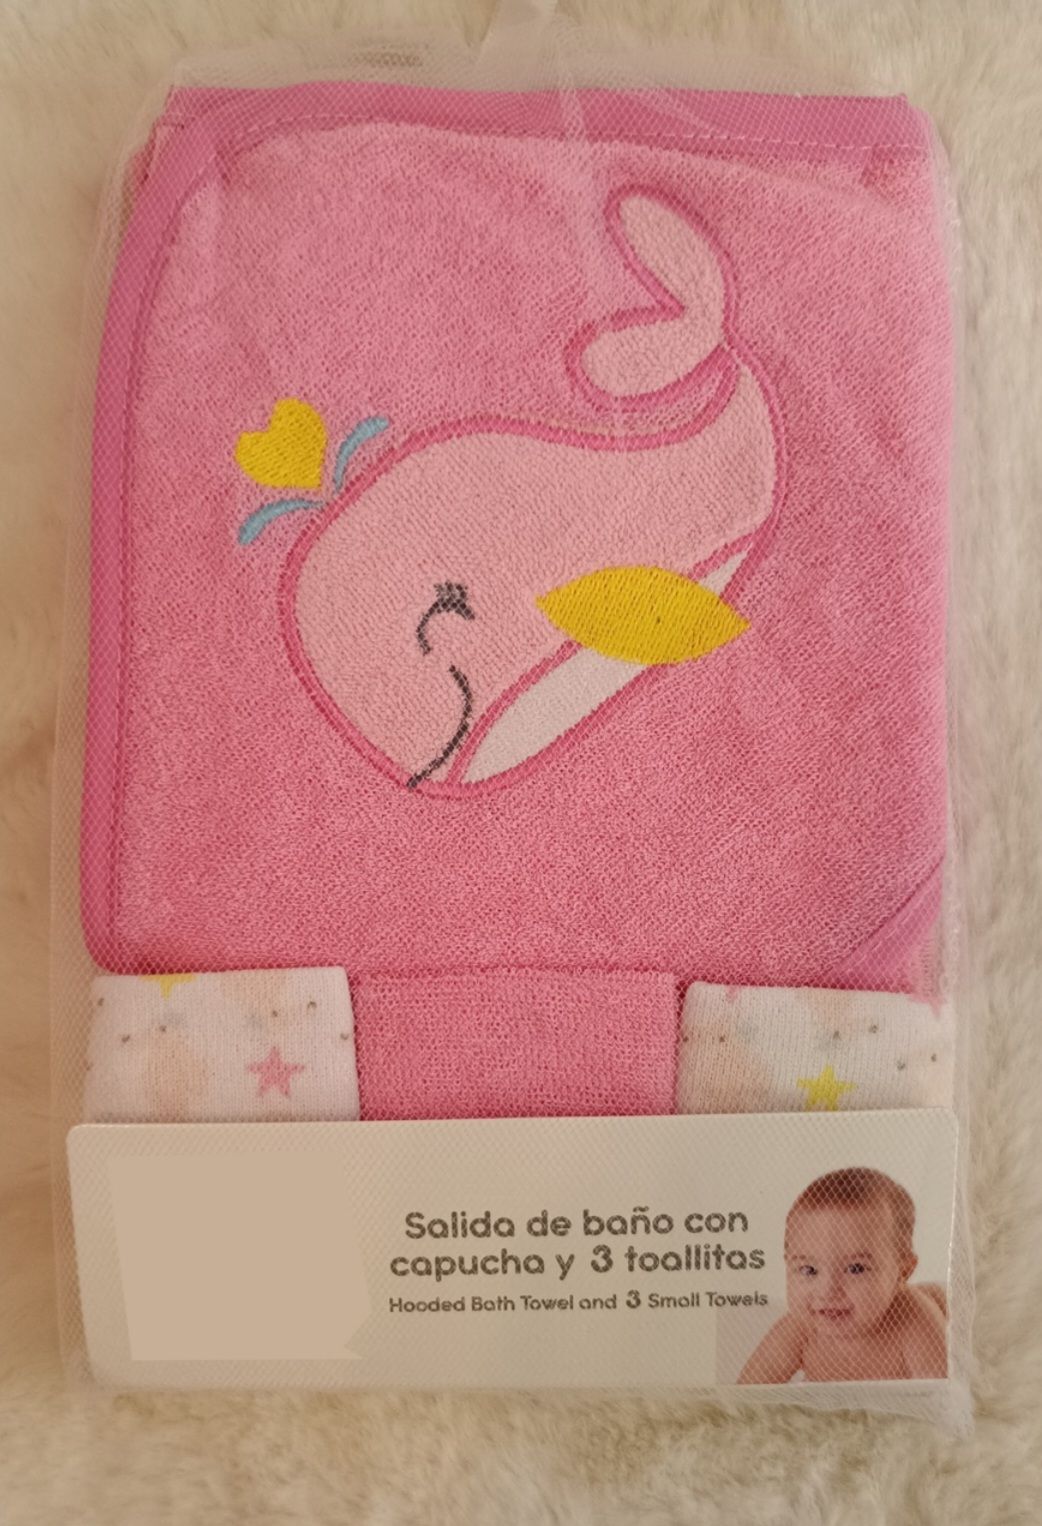 Salida de baño con
capucha y 3 toallitas
Hooded Bath Towel and 3 Small Towels